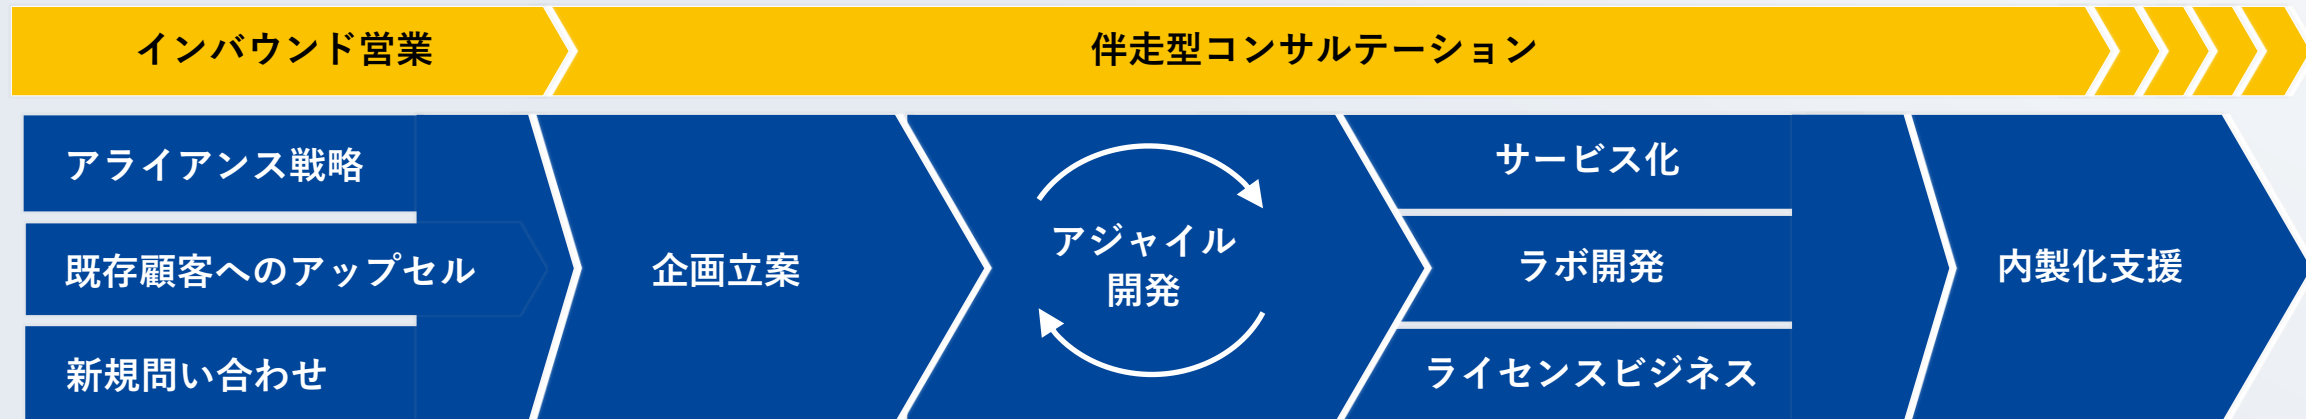 インバウンド営業
伴走型コンサルテーション
アライアンス戦略
既存顧客へのアップセル
新規問い合わせ
企画立案
アジャイル
開発
サービス化
ラボ開発
ライセンスビジネス
内製化支援